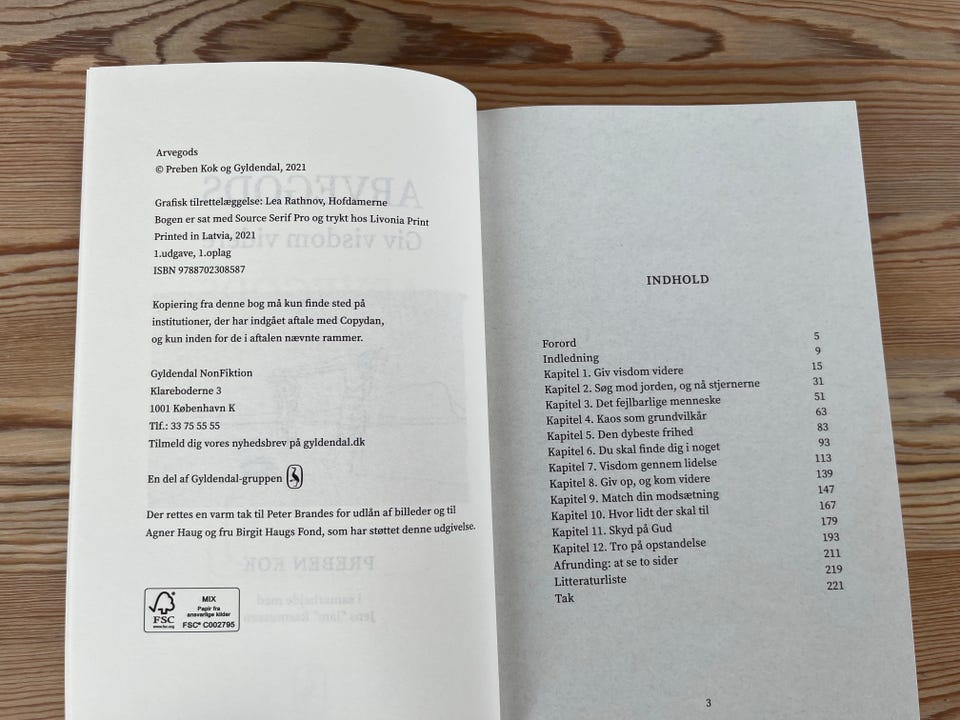 Arvegods
© Preben Kok og Gyldendal, 2021
Grafisk tilrettelæggelse: Lea Rathnov, Hofdamerne
Bogen er sat med Source Serif Pro og trykt hos Livonia Print
Printed in Latvia, 2021
1.udgave, 1.oplag
ISBN 9788702308587
Kopiering fra denne bog må kun finde sted på
institutioner, der har indgået aftale med Copydan,
og kun inden for de i aftalen nævnte rammer.
Gyldendal NonFiktion
Klareboderne 3
1001 København K
Tlf.: 33 75 55 55
Tilmeld dig vores nyhedsbrev på gyldendal.dk
En del af Gyldendal-gruppen
Der rettes en varm tak til Peter Brandes for udlån af billeder og til
Agner Haug og fru Birgit Haugs Fond, som har støttet denne udgivelse.
FSC
www.fsc.org
MIX
Papir fra
ansvarlige kilder
FSC® C002795
INDHOLD
Forord 5
Indledning 9
Kapitel 1. Giv visdom videre 15
Kapitel 2. Søg mod jorden, og nå stjernerne 31
Kapitel 3. Det fejlbarlige menneske 51
Kapitel 4. Kaos som grundvilkår 63
Kapitel 5. Den dybeste frihed 83
Kapitel 6. Du skal finde dig i noget 93
Kapitel 7. Visdom gennem lidelse 113
Kapitel 8. Giv op, og kom videre 139
Kapitel 9. Match din modsætning 147
Kapitel 10. Hvor lidt der skal til 167
Kapitel 11. Skyd på Gud 179
Kapitel 12. Tro på opstandelse 193
Afrunding: at se to sider 211
Litteraturliste 219
Tak 221
3